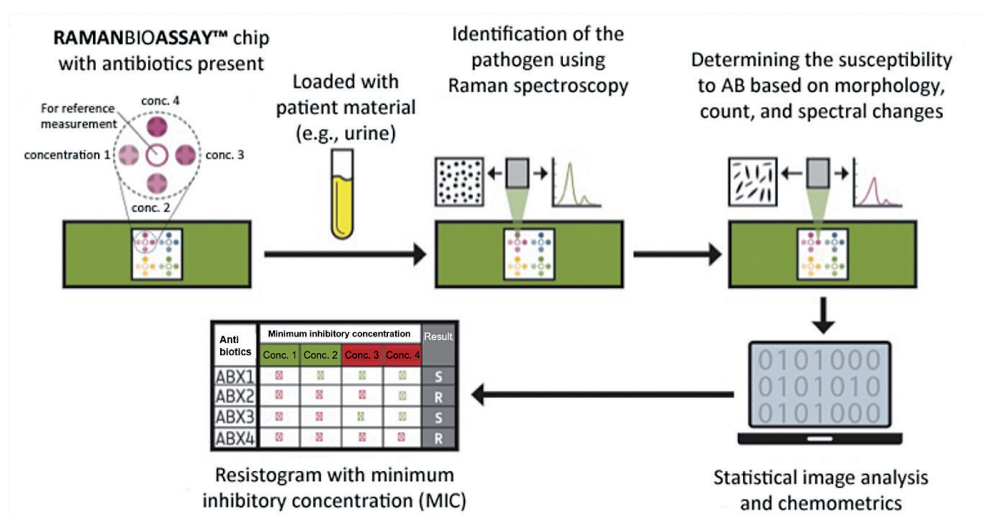 RAMANBIOASSAY™ chip
with antibiotics present
For reference
measurement
conc. 4
concentration 1
conc. 3
conc. 2
Loaded with
patient material
(e.g., urine)
Identification of the
pathogen using
Raman spectroscopy
Determining the susceptibility
to AB based on morphology,
count, and spectral changes
Anti
biotics
Minimum inhibitory concentration
Result
Conc. 1
Conc. 2
Conc. 3
Conc. 4
ABX1
S
ABX2
R
ABX3
S
ABX4
R
Resistogram with minimum
inhibitory concentration (MIC)
0101000
0101010
0101000
Statistical image analysis
and chemometrics